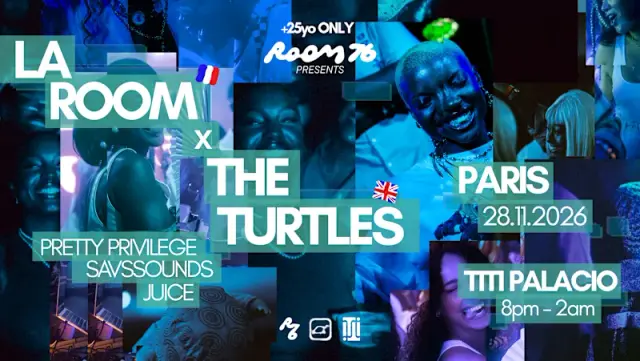 +25yo ONLY
ROOM 76
PRESENTS
LA
ROOM
x
THE
TURTLES
PRETTY PRIVILEGE
SAVSSOUNDS
JUICE
PARIS
28.11.2026
TITI PALACIO
8pm – 2am